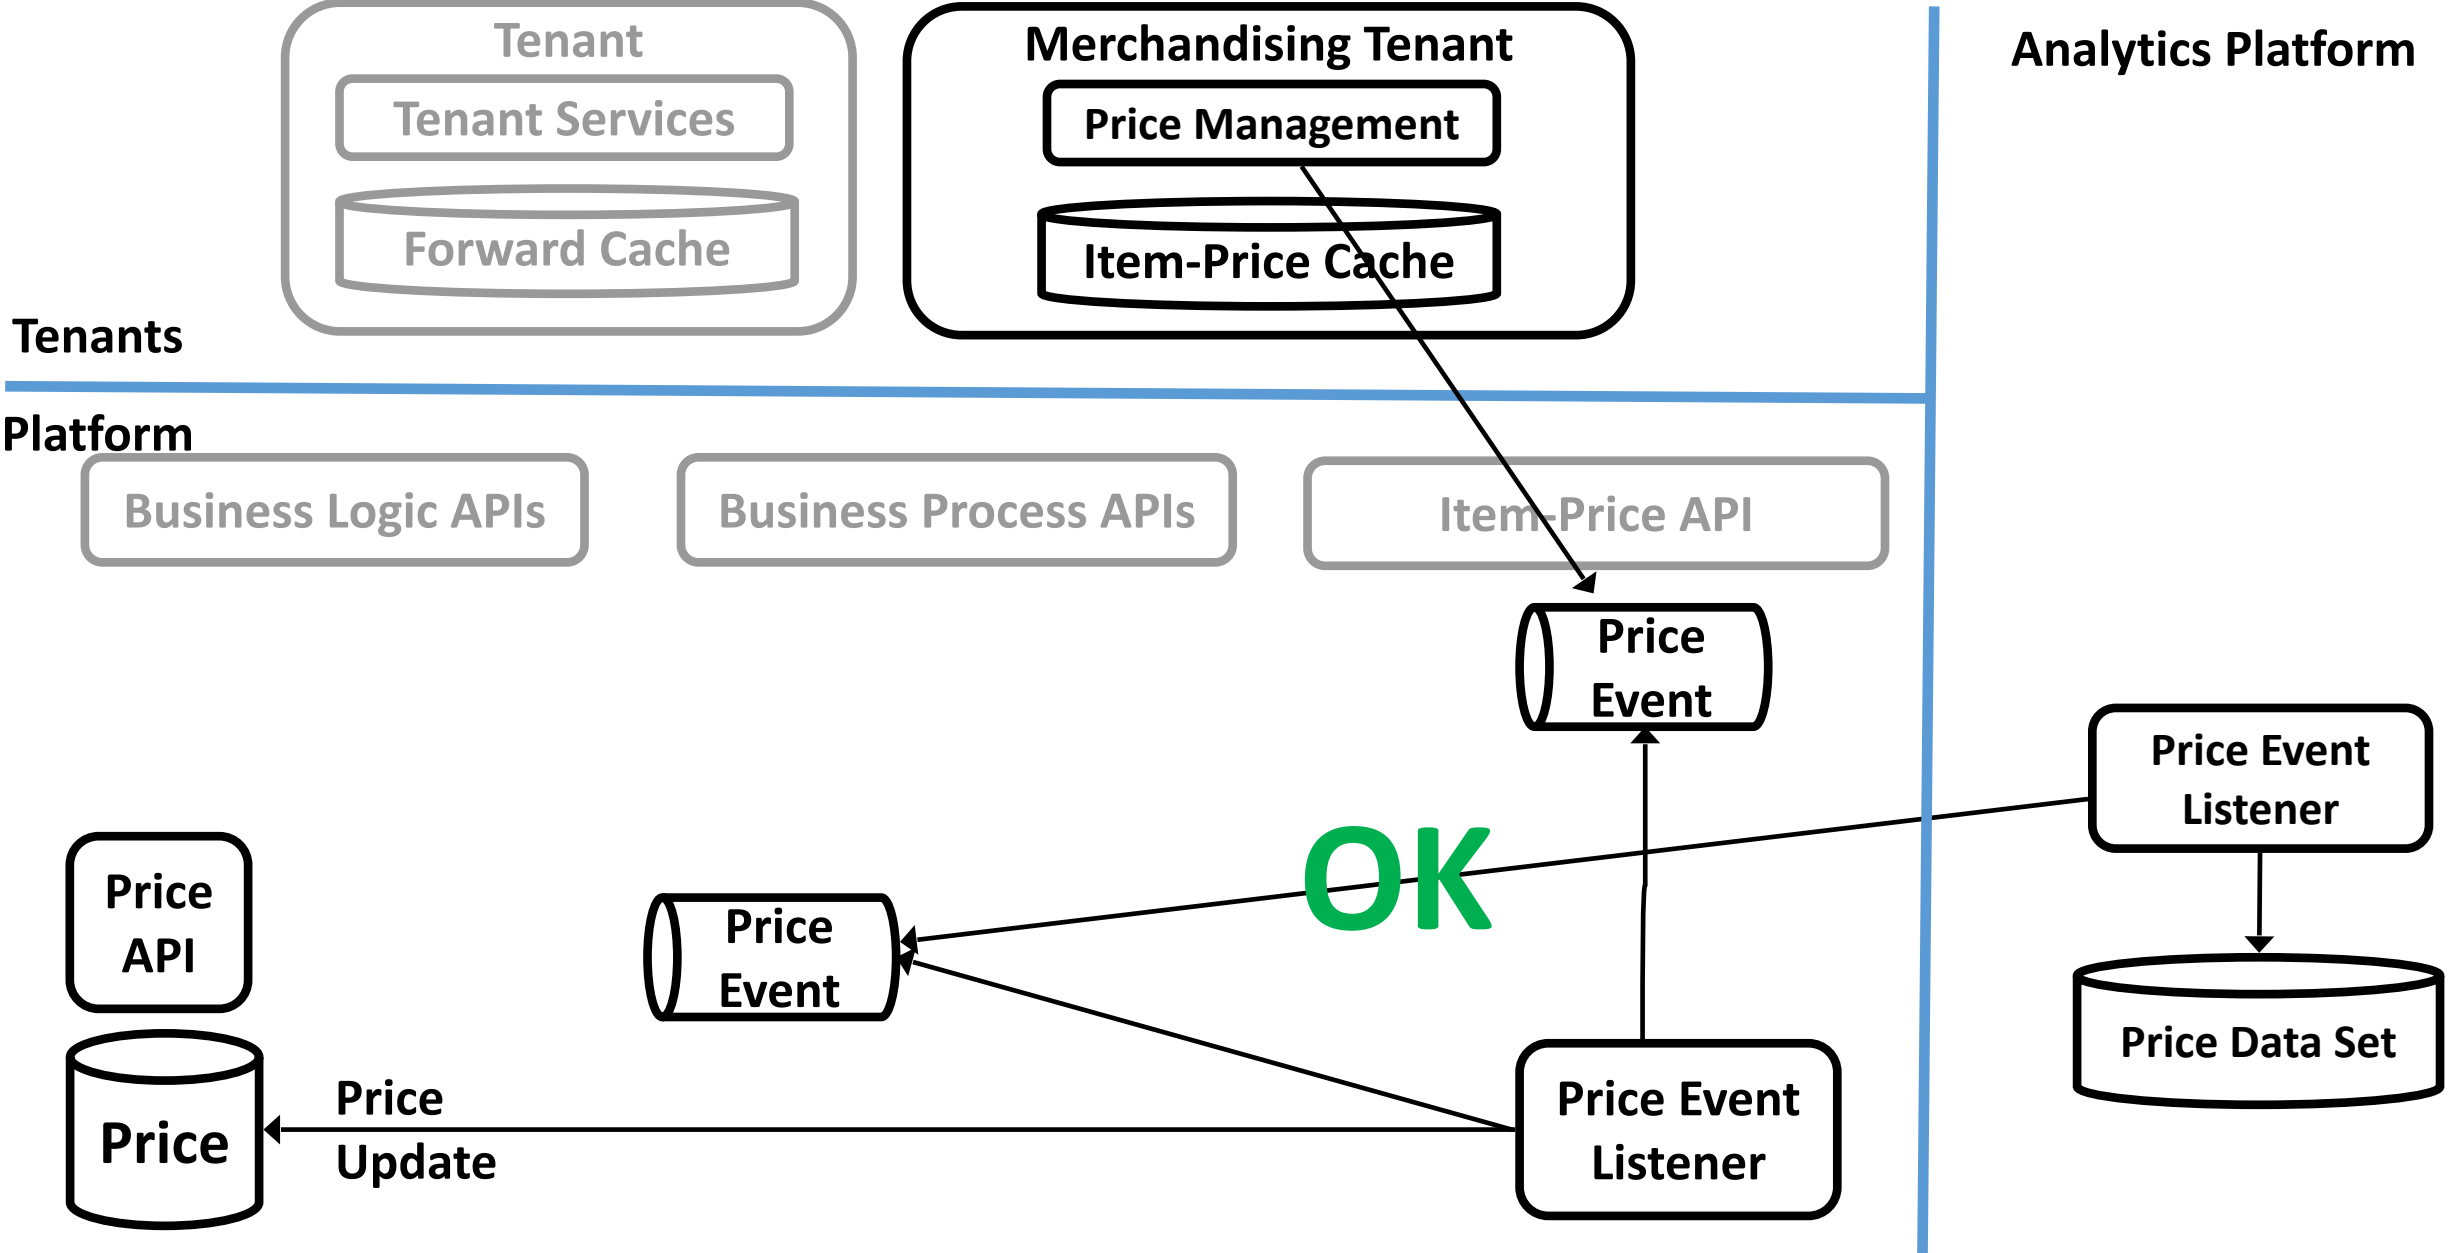 Tenant
Tenant Services
Forward Cache
Merchandising Tenant
Price Management
Item-Price Cache
Analytics Platform
Tenants
Platform
Business Logic APIs
Business Process APIs
Item-Price API
Price
Event
Price Event
Listener
OK
Price
API
Price
Event
Price Data Set
Price
Update
Price
Price Event
Listener